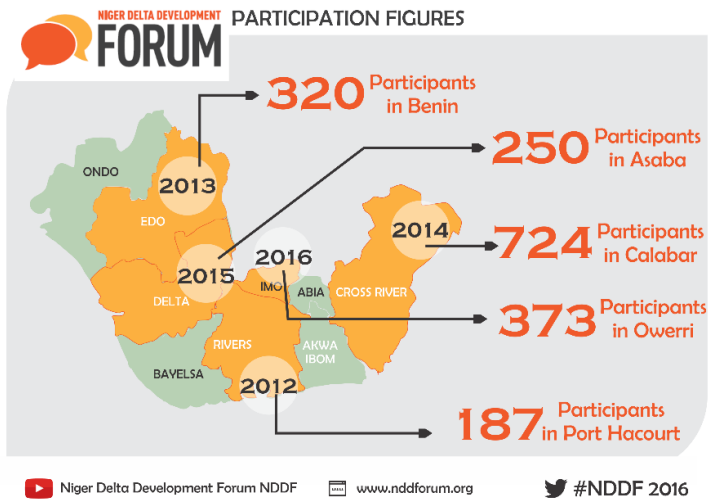 NIGER DELTA DEVELOPMENT
FORUM
PARTICIPATION FIGURES
320 Participants
in Benin
250 Participants
in Asaba
724 Participants
in Calabar
373 Participants
in Owerri
187 Participants
in Port Hacourt
ONDO
2013
EDO
2014
2016
2015
IMO
ABIA
CROSS RIVER
DELTA
RIVERS
AKWA
IBOM
BAYELSA
2012
Niger Delta Development Forum NDDF
www.nddforum.org
#NDDF 2016